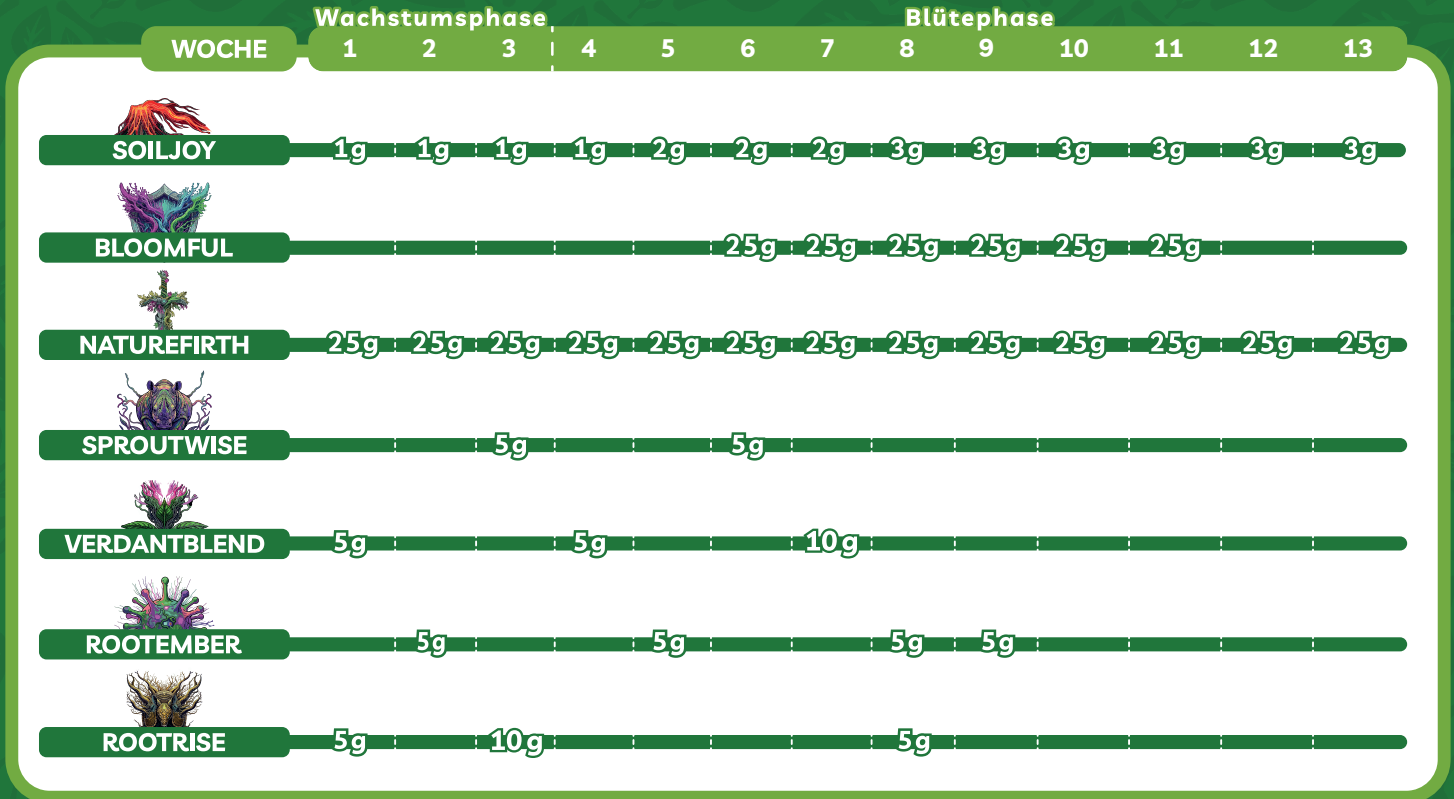 Wachstumsphase Blütephase
WOCHE 1 2 3 4 5 6 7 8 9 10 11 12 13
SOILJOY 1g 1g 1g 1g 2g 2g 2g 3g 3g 3g 3g 3g 3g
BLOOMFUL 25g 25g 25g 25g 25g 25g
NATUREFIRTH 25g 25g 25g 25g 25g 25g 25g 25g 25g 25g 25g 25g 25g
SPROUTWISE 5g 5g
VERDANTBLEND 5g 5g 10g
ROOTEMBER 5g 5g 5g 5g
ROOTRISE 5g 10g 5g